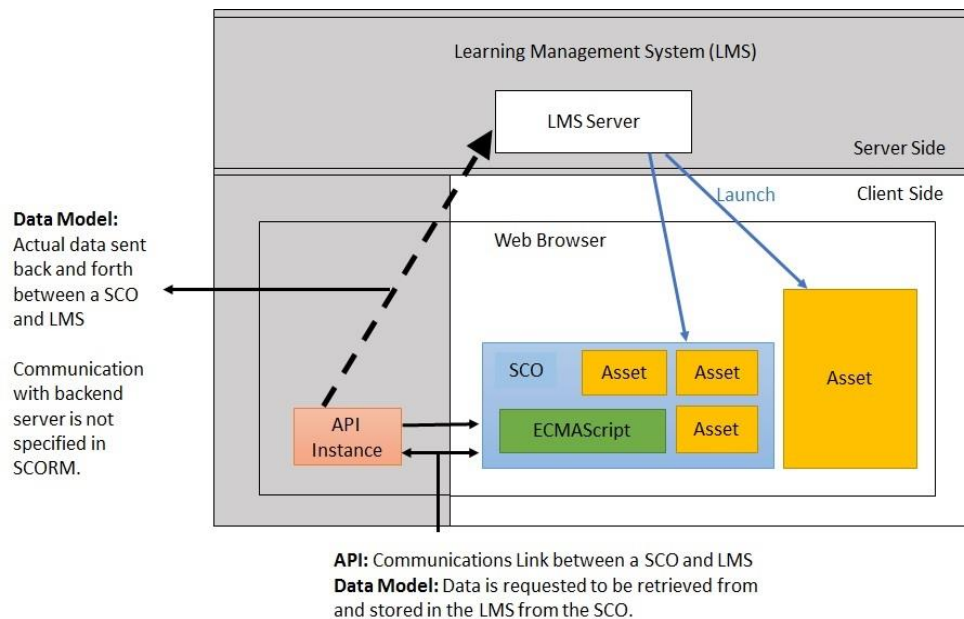 Learning Management System (LMS)
LMS Server
Server Side
Client Side
Launch
Web Browser
Data Model:
Actual data sent
back and forth
between a SCO
and LMS
Communication
with backend
server is not
specified in
SCORM.
API
Instance
SCO
Asset
Asset
ECMAScript
Asset
Asset
API: Communications Link between a SCO and LMS
Data Model: Data is requested to be retrieved from
and stored in the LMS from the SCO.